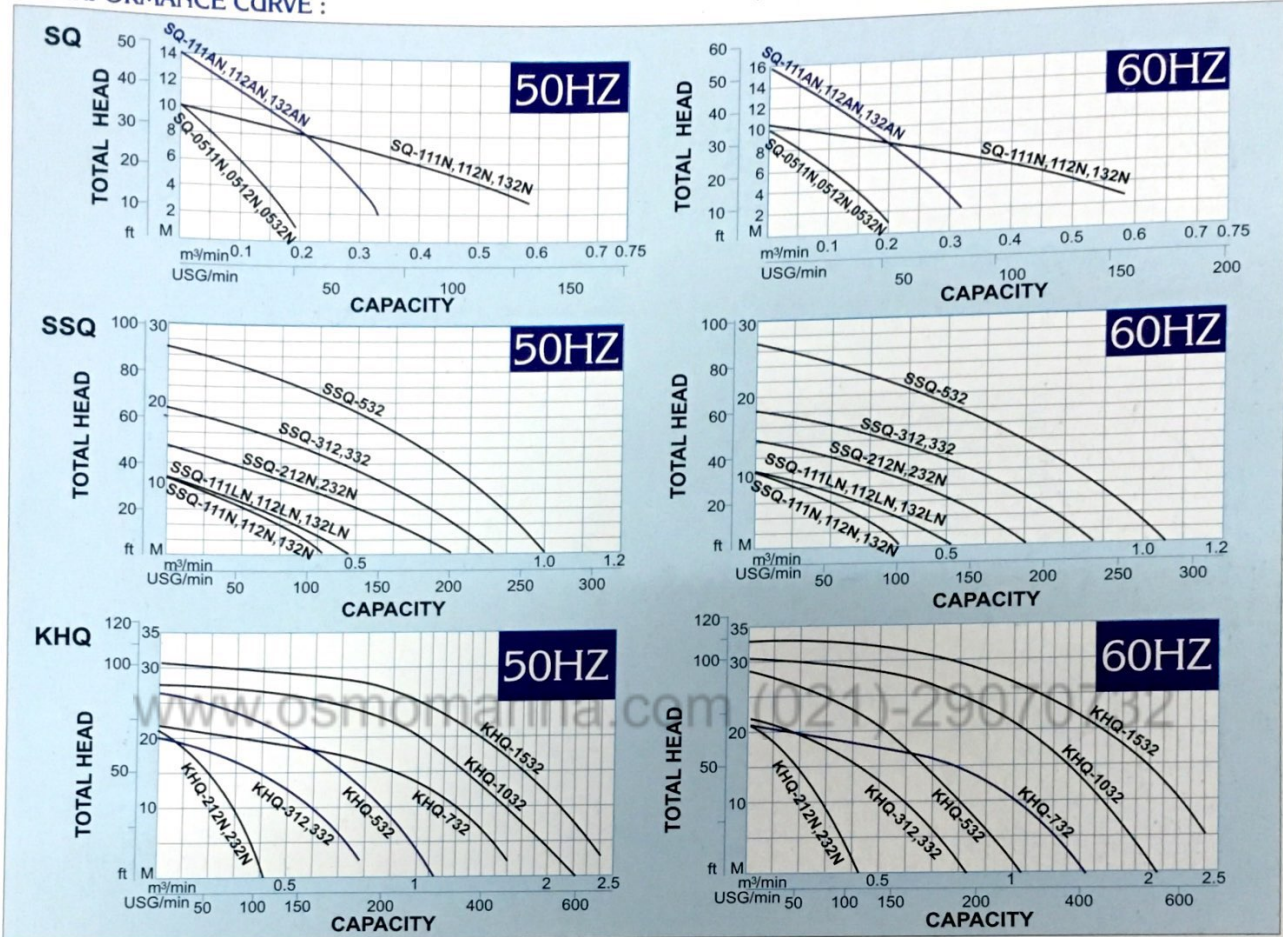 ORMANCE CURVE :
SQ
50HZ
TOTAL HEAD
50
40
30
20
10
ft
14
12
10
8
6
4
2
M
SQ-111AN,112AN,132AN
SQ-111N,112N,132N
SQ-0511N,0512N,0532N
m³/min 0.1 0.2 0.3 0.4 0.5 0.6 0.7 0.75
USG/min 50 100 150
CAPACITY
60HZ
TOTAL HEAD
60
50
40
30
20
10
ft
16
14
12
10
8
6
4
2
M
SQ-111AN,112AN,132AN
SQ-111N,112N,132N
SQ-0511N,0512N,0532N
m³/min 0.1 0.2 0.3 0.4 0.5 0.6 0.7 0.75
USG/min 50 100 150 200
CAPACITY
SSQ
50HZ
TOTAL HEAD
100
80
60
40
20
ft
30
20
10
M
SSQ-532
SSQ-312,332
SSQ-212N,232N
SSQ-111LN,112LN,132LN
SSQ-111N,112N,132N
m³/min 0.5 1.0 1.2
USG/min 50 100 150 200 250 300
CAPACITY
60HZ
TOTAL HEAD
100
80
60
40
20
ft
30
20
10
M
SSQ-532
SSQ-312,332
SSQ-212N,232N
SSQ-111LN,112LN,132LN
SSQ-111N,112N,132N
m³/min 0.5 1.0 1.2
USG/min 50 100 150 200 250 300
CAPACITY
KHQ
50HZ
TOTAL HEAD
120
100
50
ft
35
30
20
10
M
KHQ-1532
KHQ-1032
KHQ-732
KHQ-532
KHQ-312,332
KHQ-212N,232N
m³/min 0.5 1 2 2.5
USG/min 50 100 150 200 400 600
CAPACITY
60HZ
TOTAL HEAD
120
100
50
ft
35
30
20
10
M
KHQ-1532
KHQ-1032
KHQ-732
KHQ-532
KHQ-312,332
KHQ-212N,232N
m³/min 0.5 1 2 2.5
USG/min 50 100 150 200 400 600
CAPACITY